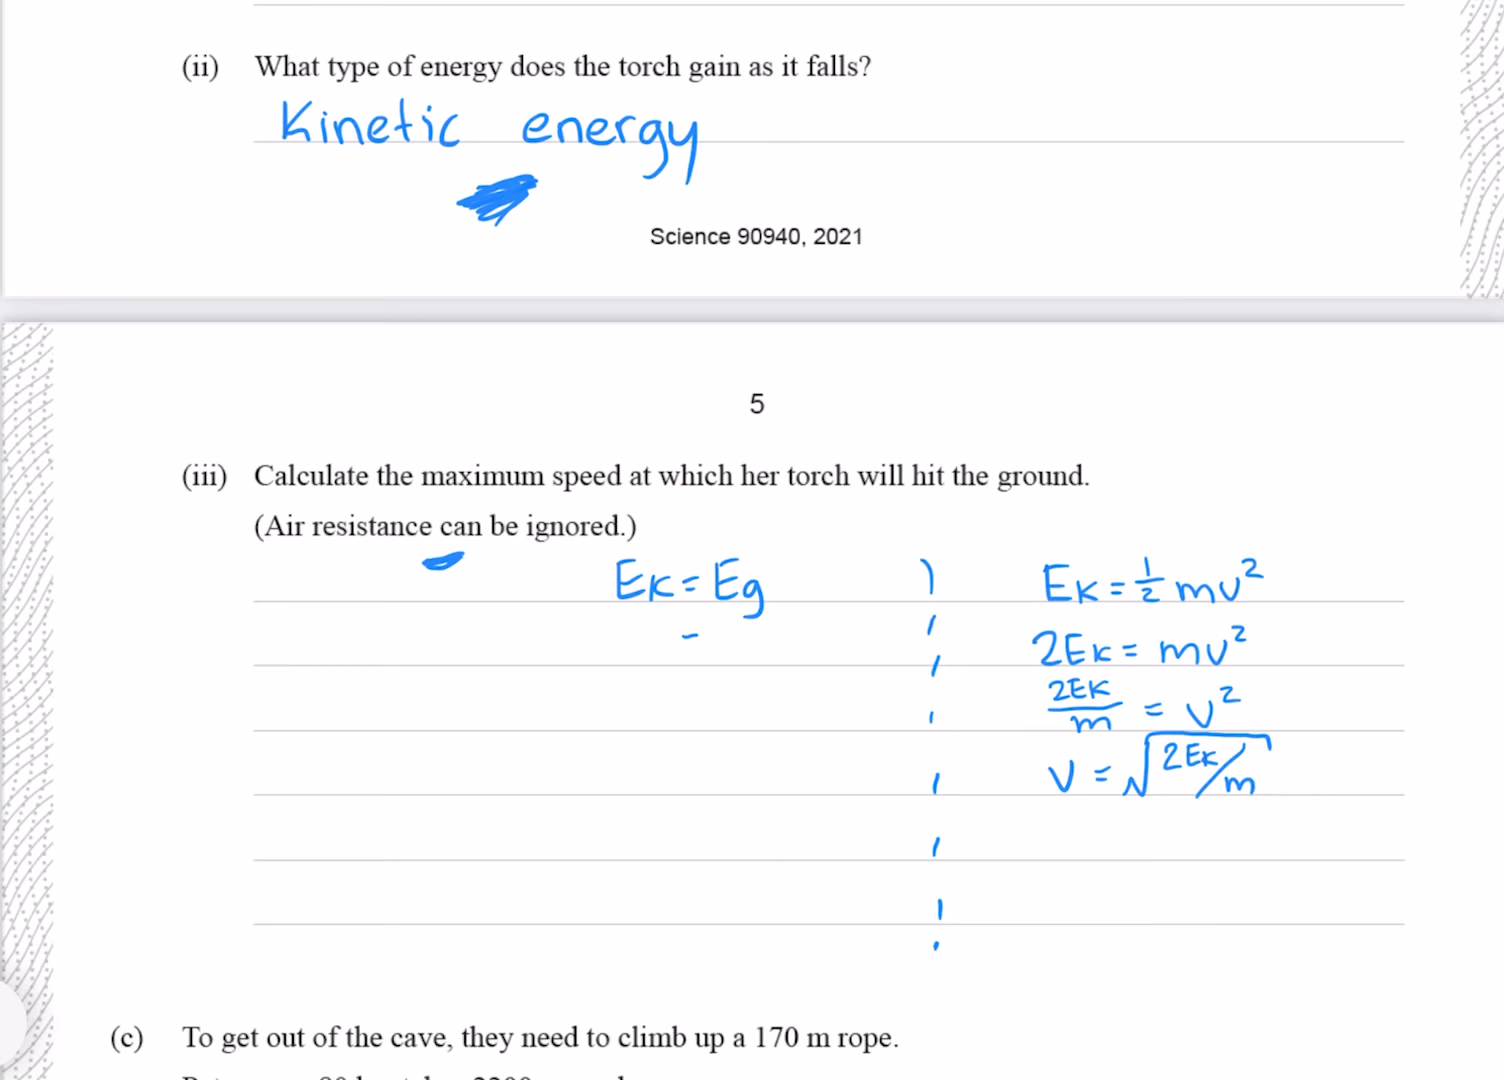 (ii) What type of energy does the torch gain as it falls?
Kinetic energy
Science 90940, 2021
5
(iii) Calculate the maximum speed at which her torch will hit the ground.
(Air resistance can be ignored.)
EK = Eg
EK = ½ mv²
2EK = mv²
2EK/m = v²
v = √2EK/m
(c) To get out of the cave, they need to climb up a 170 m rope.